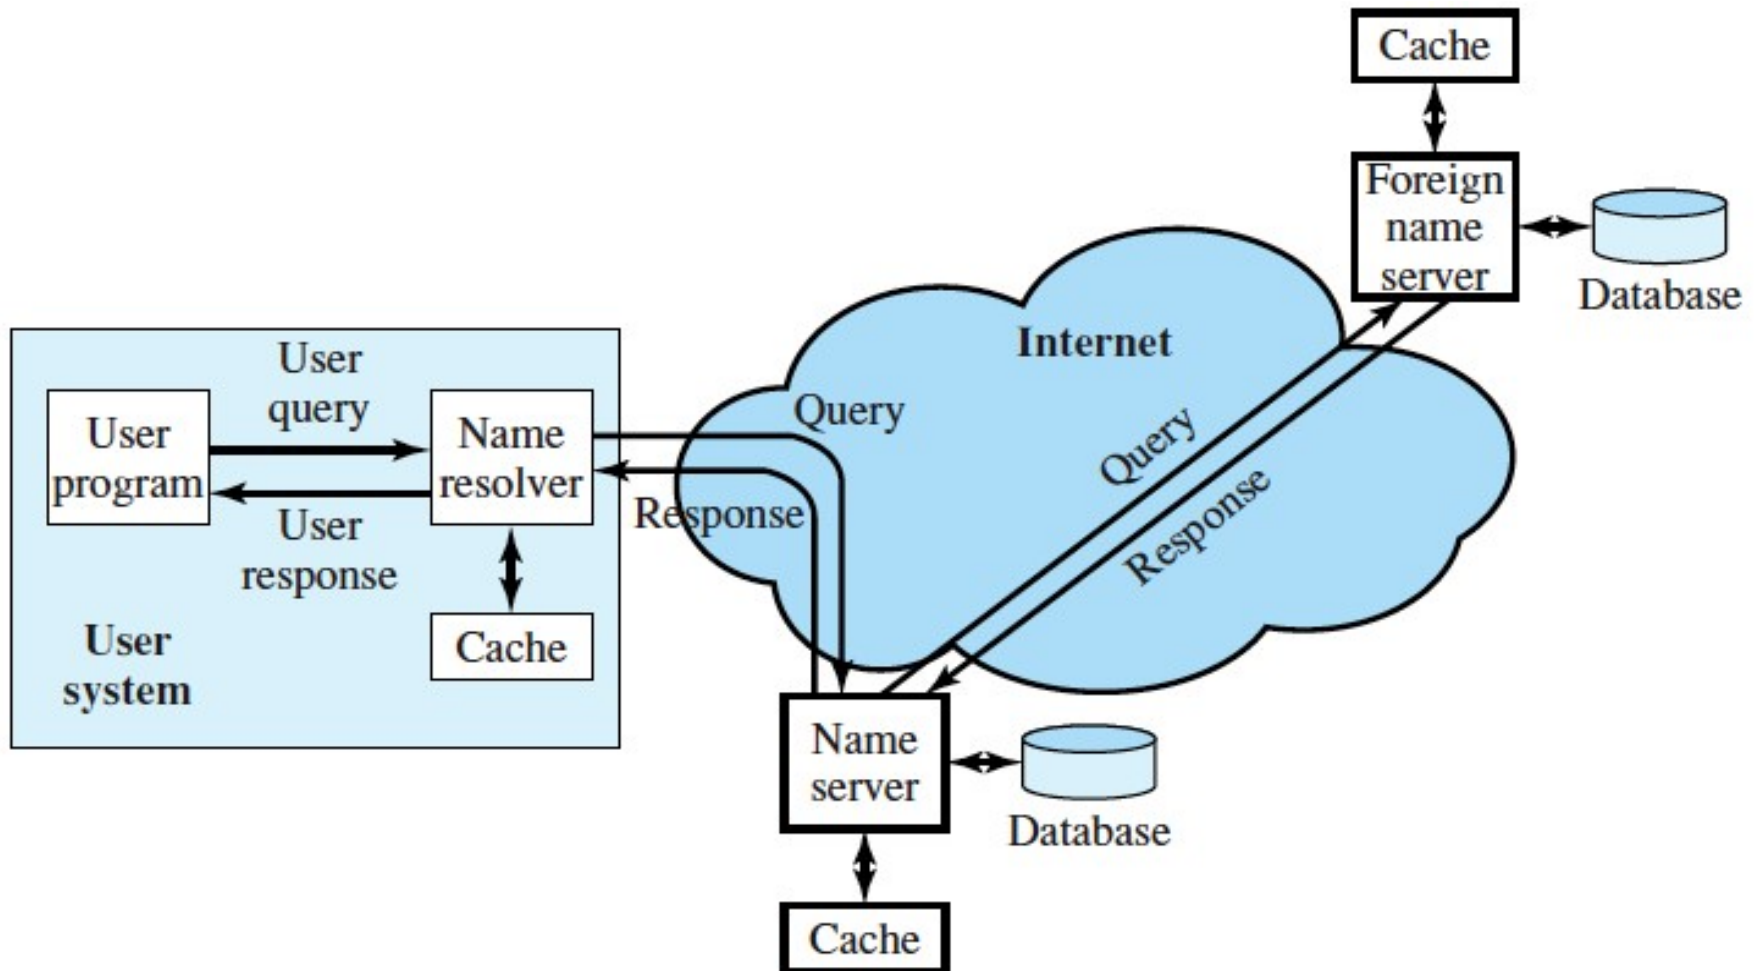 Cache
Foreign
name
server
Database
Internet
User
query
User
program
Name
resolver
User
response
Cache
User
system
Query
Response
Query
Response
Name
server
Database
Cache